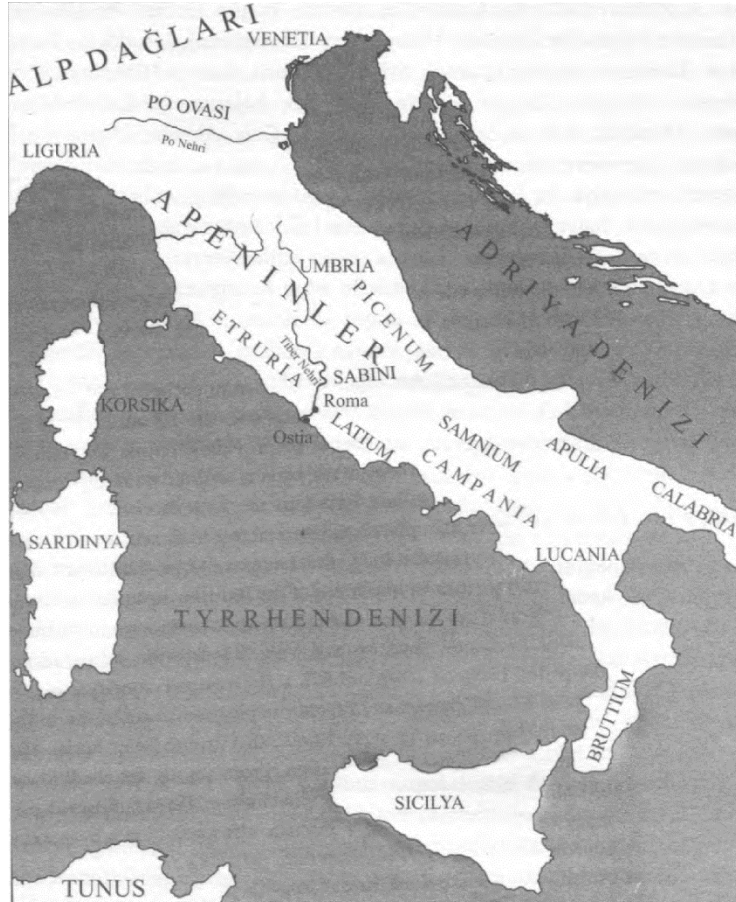 ALP DAĞLARI
VENETIA
PO OVASI
Po Nehri
LIGURIA
APENINLER
ADRIYA DENIZI
UMBRIA
PICENUM
ETRURIA
Tiber Nehri
SABINI
Roma
KORSIKA
Ostia
LATIUM
SAMNIUM
APULIA
CAMPANIA
CALABRIA
SARDINYA
LUCANIA
TYRRHEN DENIZI
BRUTTIUM
SICILYA
TUNUS